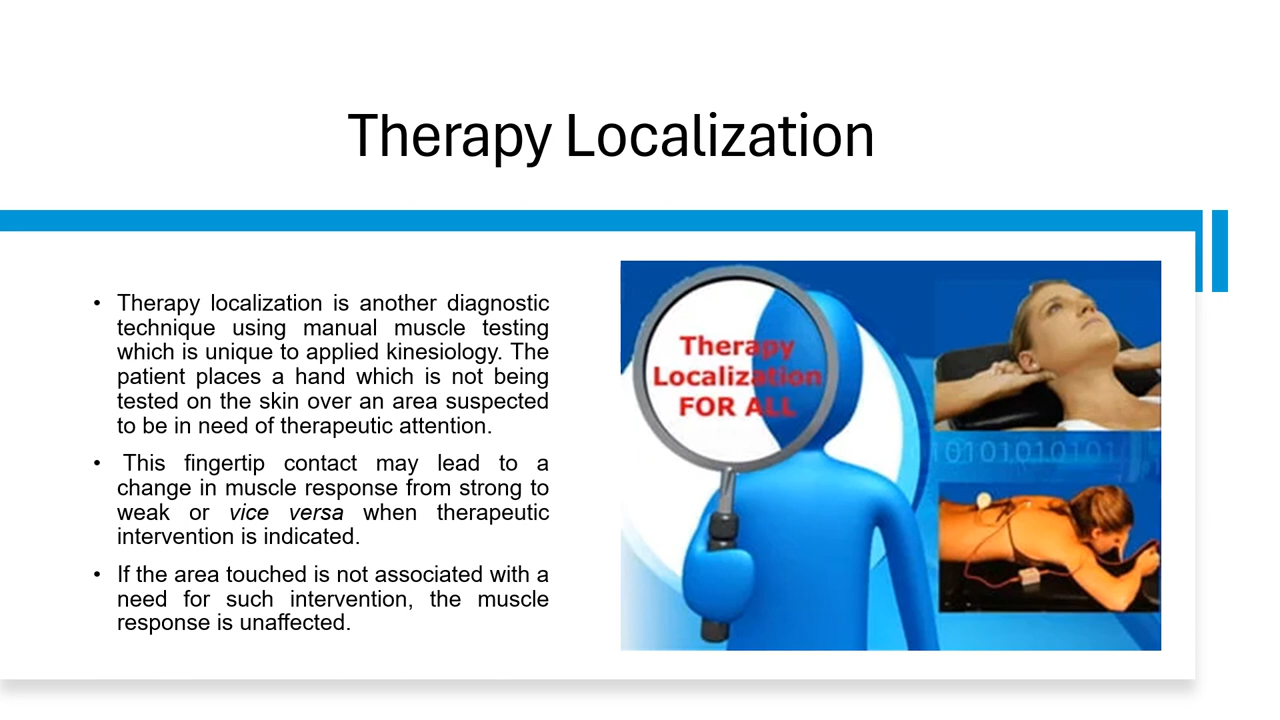 Therapy Localization
• Therapy localization is another diagnostic
technique using manual muscle testing
which is unique to applied kinesiology. The
patient places a hand which is not being
tested on the skin over an area suspected
to be in need of therapeutic attention.
• This fingertip contact may lead to a
change in muscle response from strong to
weak or vice versa when therapeutic
intervention is indicated.
• If the area touched is not associated with a
need for such intervention, the muscle
response is unaffected.
Therapy
Localization
FOR ALL
10101010101